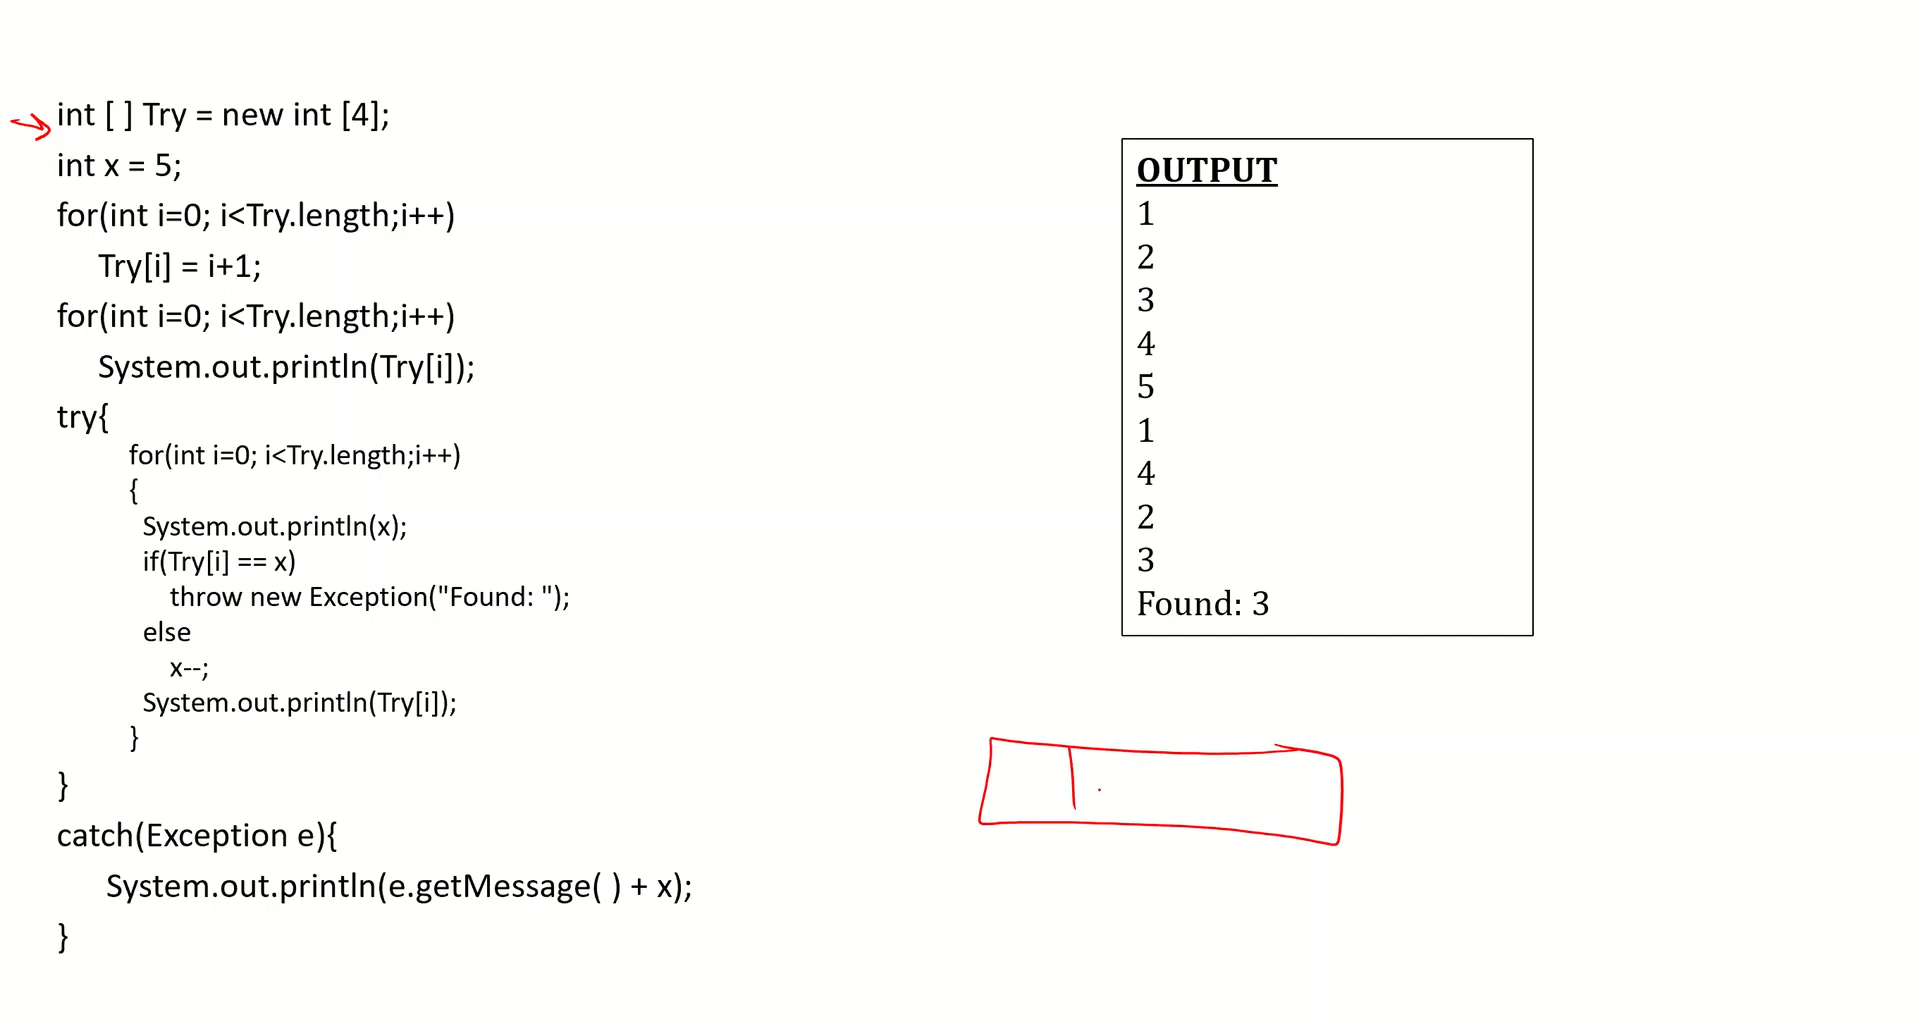 int [ ] Try = new int [4];
int x = 5;
for(int i=0; i<Try.length;i++)
Try[i] = i+1;
for(int i=0; i<Try.length;i++)
System.out.println(Try[i]);
try{
for(int i=0; i<Try.length;i++)
{
System.out.println(x);
if(Try[i] == x)
throw new Exception("Found: ");
else
x--;
System.out.println(Try[i]);
}
}
catch(Exception e){
System.out.println(e.getMessage( ) + x);
}
OUTPUT
1
2
3
4
5
1
4
2
3
Found: 3